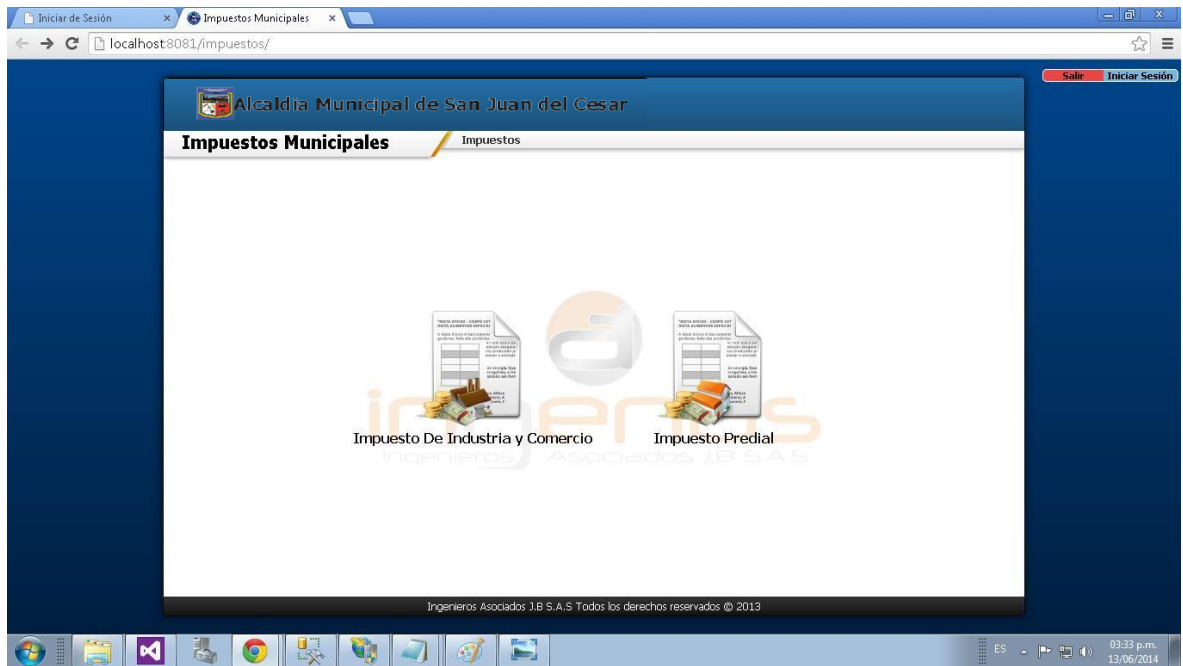 Iniciar de Sesión
Impuestos Municipales
localhost:8081/impuestos/
Salir Iniciar Sesión
Alcaldia Municipal de San Juan del Cesar
Impuestos Municipales Impuestos
Impuesto De Industria y Comercio Impuesto Predial
Ingenieros Asociados J.B S.A.S
Ingenieros Asociados J.B S.A.S Todos los derechos reservados © 2013
ES
03:33 p.m.
13/06/2014